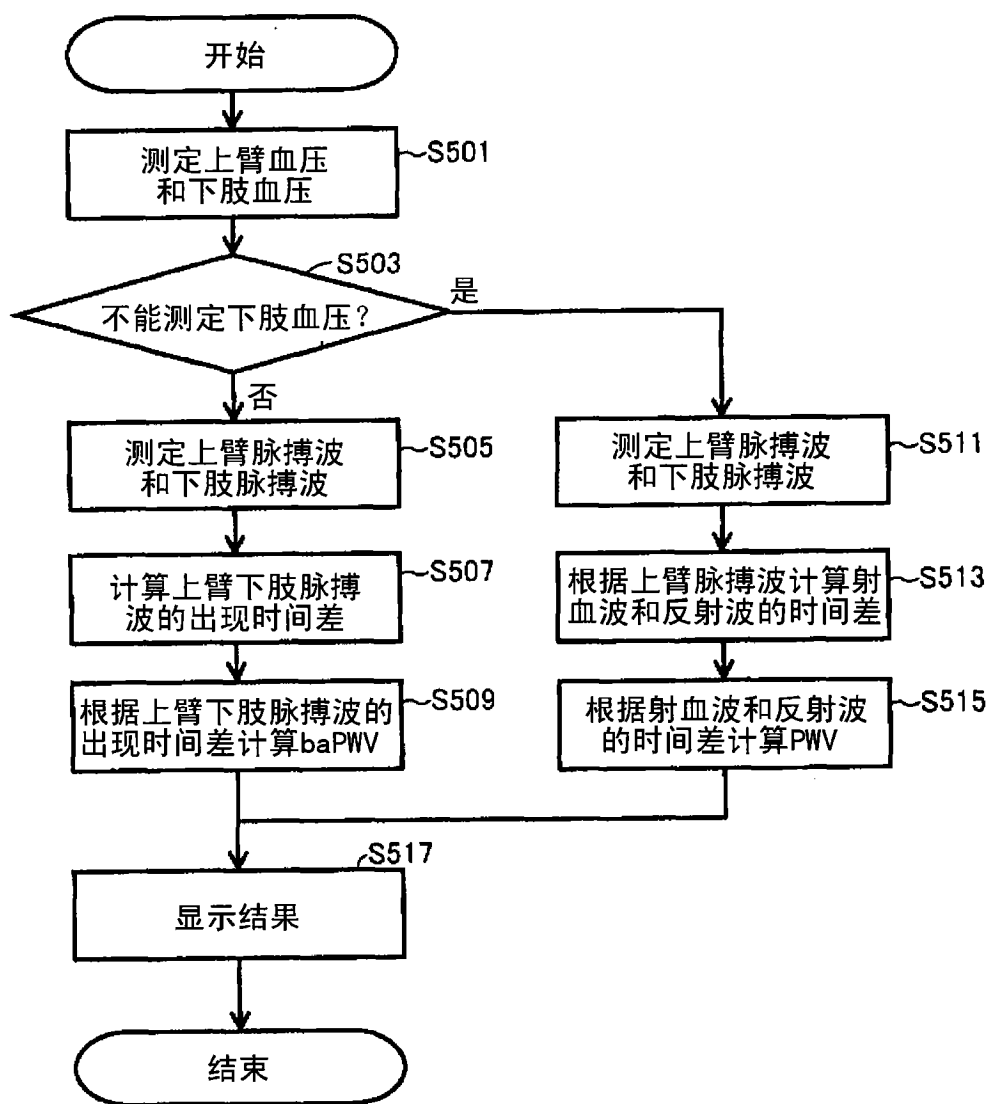 开始
测定上臂血压
和下肢血压
S501
S503
不能测定下肢血压?
是
否
测定上臂脉搏波
和下肢脉搏波
S505
测定上臂脉搏波
和下肢脉搏波
S511
计算上臂下肢脉搏
波的出现时间差
S507
根据上臂脉搏波计算射
血波和反射波的时间差
S513
根据上臂下肢脉搏波的
出现时间差计算baPWV
S509
根据射血波和反射波
的时间差计算PWV
S515
S517
显示结果
结束